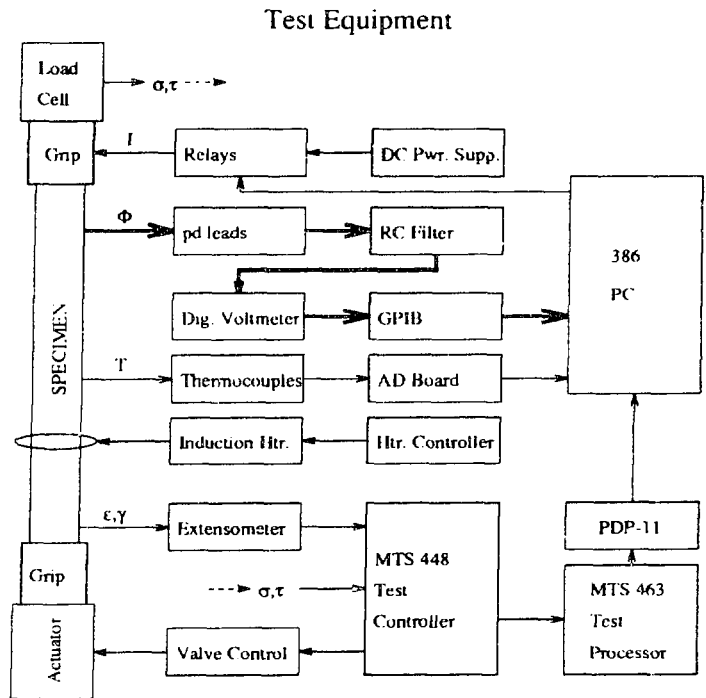 Test Equipment
Load
Cell
σ,τ
Grip
I
Relays
DC Pwr. Supp.
Φ
pd leads
RC Filter
386
PC
Dig. Voltmeter
GPIB
SPECIMEN
T
Thermocouples
AD Board
Induction Htr.
Htr. Controller
ε,γ
Extensometer
MTS 448
Test
Controller
PDP-11
Grip
σ,τ
MTS 463
Test
Processor
Actuator
Valve Control